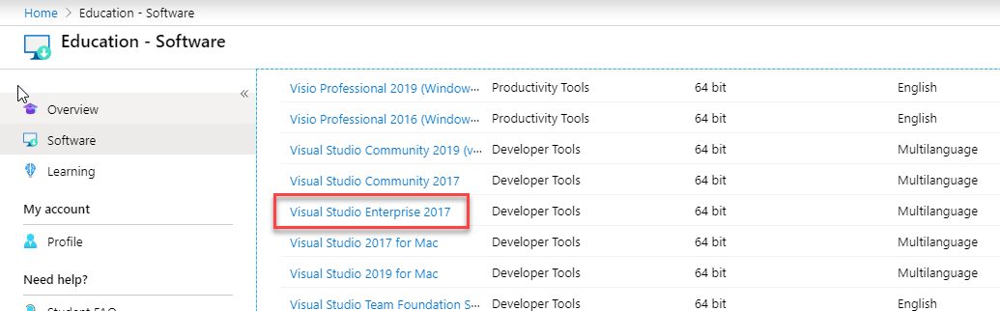 Home > Education - Software
Education - Software
«
Overview
Software
Learning
My account
Profile
Need help?
Student FAQ
Visio Professional 2019 (Window... Productivity Tools 64 bit English
Visio Professional 2016 (Window... Productivity Tools 64 bit English
Visual Studio Community 2019 (v... Developer Tools 64 bit Multilanguage
Visual Studio Community 2017 Developer Tools 64 bit Multilanguage
Visual Studio Enterprise 2017 Developer Tools 64 bit Multilanguage
Visual Studio 2017 for Mac Developer Tools 64 bit Multilanguage
Visual Studio 2019 for Mac Developer Tools 64 bit Multilanguage
Visual Studio Team Foundation S... Developer Tools 64 bit English